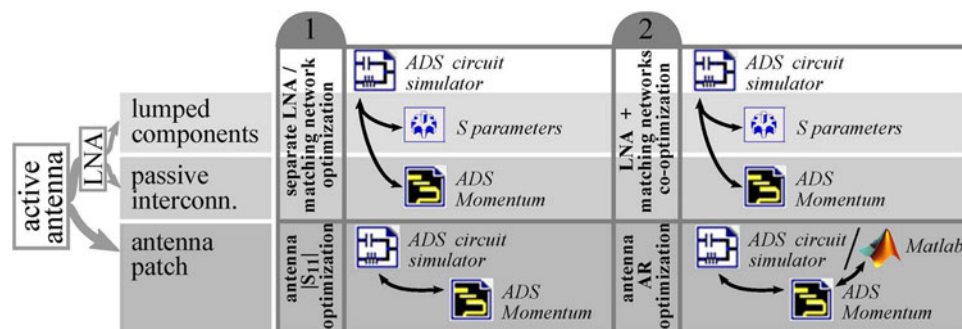 1
2
active
antenna
LNA
lumped
components
passive
interconn.
antenna
patch
separate LNA /
matching network
optimization
ADS circuit
simulator
S parameters
ADS
Momentum
antenna
|S11|
optimization
ADS circuit
simulator
ADS
Momentum
LNA +
matching networks
co-optimization
ADS circuit
simulator
S parameters
ADS
Momentum
antenna
AR
optimization
ADS circuit
simulator
/
Matlab
ADS
Momentum